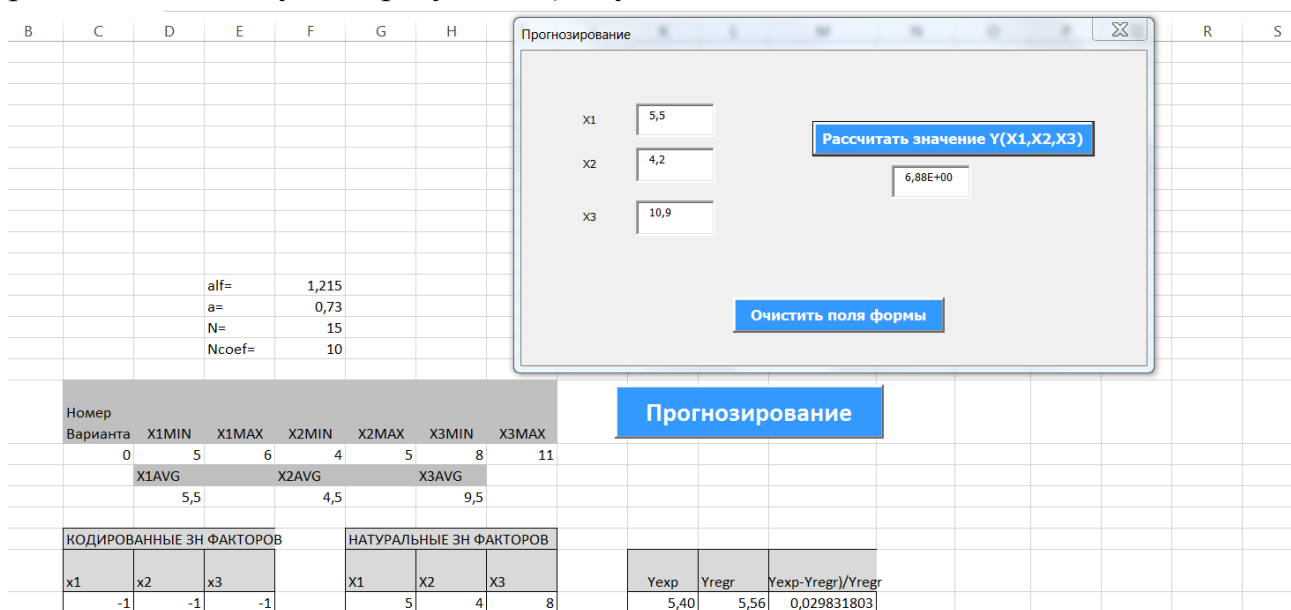 B C D E F G H R S
Прогнозирование
X1 5,5
Рассчитать значение Y(X1,X2,X3)
X2 4,2
6,88E+00
X3 10,9
Очистить поля формы
alf= 1,215
a= 0,73
N= 15
Ncoef= 10
Прогнозирование
Номер
Варианта X1MIN X1MAX X2MIN X2MAX X3MIN X3MAX
0 5 6 4 5 8 11
X1AVG X2AVG X3AVG
5,5 4,5 9,5
КОДИРОВАННЫЕ ЗН ФАКТОРОВ НАТУРАЛЬНЫЕ ЗН ФАКТОРОВ
x1 x2 x3 X1 X2 X3 Yexp Yregr Yexp-Yregr)/Yregr
-1 -1 -1 5 4 8 5,40 5,56 0,029831803